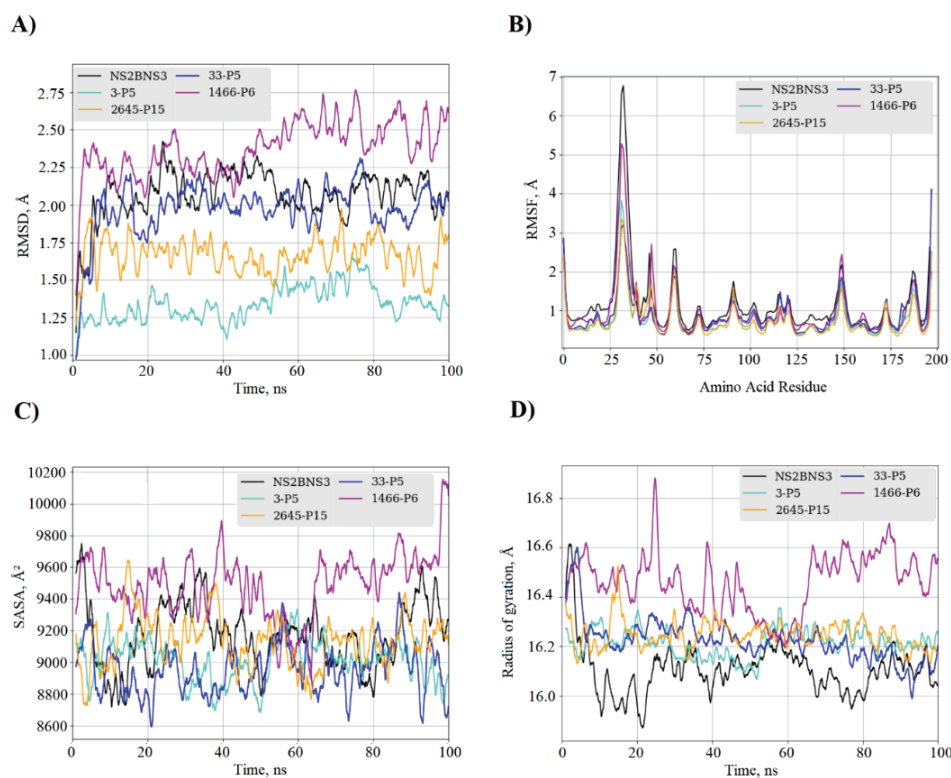 A)
NS2BNS3 33-P5
3-P5 1466-P6
2645-P15
2.75
2.50
2.25
2.00
1.75
1.50
1.25
1.00
RMSD, Å
0 20 40 60 80 100
Time, ns
B)
NS2BNS3 33-P5
3-P5 1466-P6
2645-P15
7
6
5
4
3
2
1
RMSF, Å
0 25 50 75 100 125 150 175 200
Amino Acid Residue
C)
NS2BNS3 33-P5
3-P5 1466-P6
2645-P15
10200
10000
9800
9600
9400
9200
9000
8800
8600
SASA, Å²
0 20 40 60 80 100
Time, ns
D)
NS2BNS3 33-P5
3-P5 1466-P6
2645-P15
16.8
16.6
16.4
16.2
16.0
Radius of gyration, Å
0 20 40 60 80 100
Time, ns